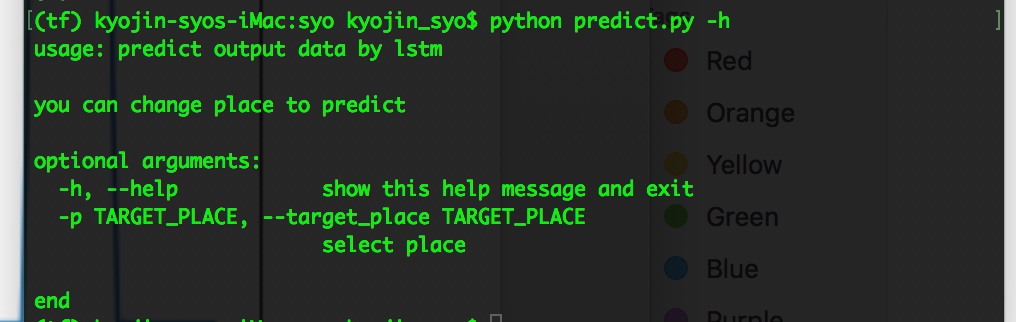 [(tf) kyojin-syos-iMac:syo kyojin_syo$ python predict.py -h ]
usage: predict output data by lstm
you can change place to predict
optional arguments:
-h, --help show this help message and exit
-p TARGET_PLACE, --target_place TARGET_PLACE
select place
end
Red
Orange
Yellow
Green
Blue
Purple